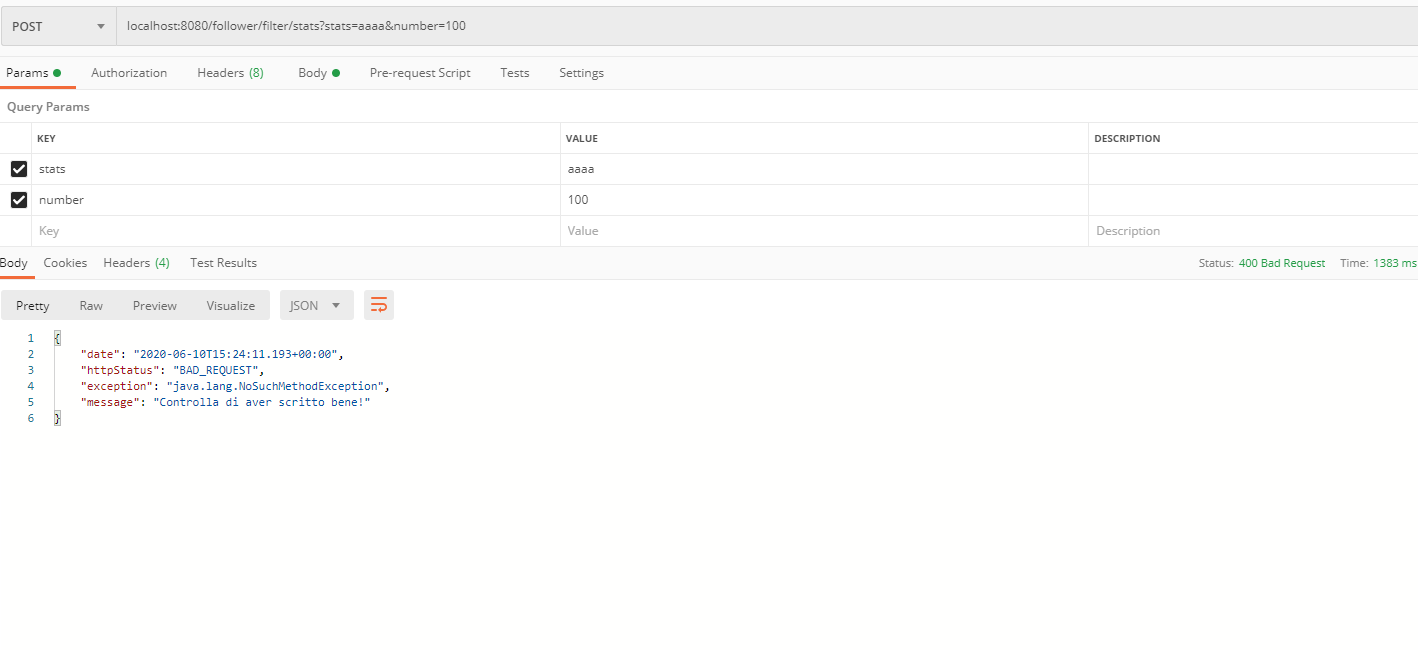 POST localhost:8080/follower/filter/stats?stats=aaaa&number=100
Params Authorization Headers (8) Body Pre-request Script Tests Settings
Query Params
KEY VALUE DESCRIPTION
stats aaaa
number 100
Key Value Description
Body Cookies Headers (4) Test Results Status: 400 Bad Request Time: 1383 ms
Pretty Raw Preview Visualize JSON
1 {
2 "date": "2020-06-10T15:24:11.193+00:00",
3 "httpStatus": "BAD_REQUEST",
4 "exception": "java.lang.NoSuchMethodException",
5 "message": "Controlla di aver scritto bene!"
6 }